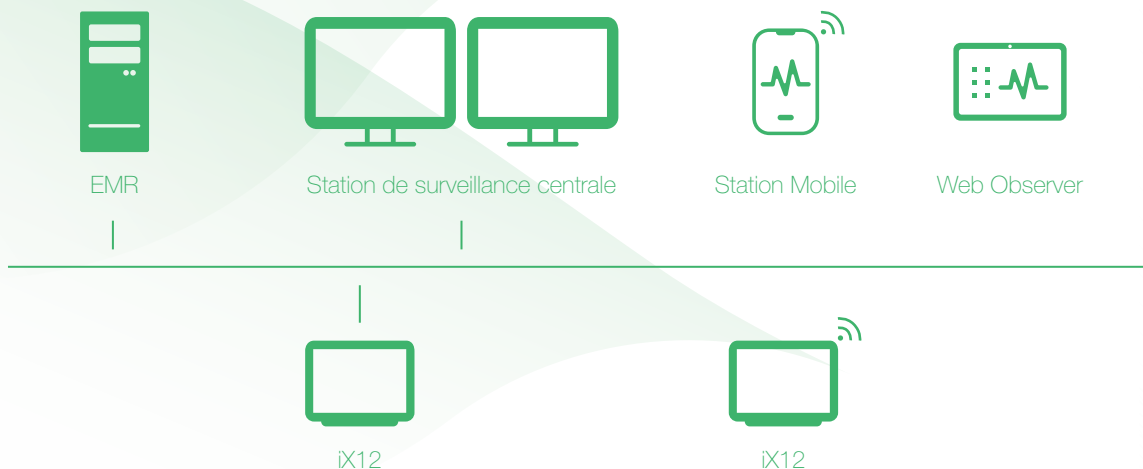 EMR
Station de surveillance centrale
Station Mobile
Web Observer
iX12
iX12